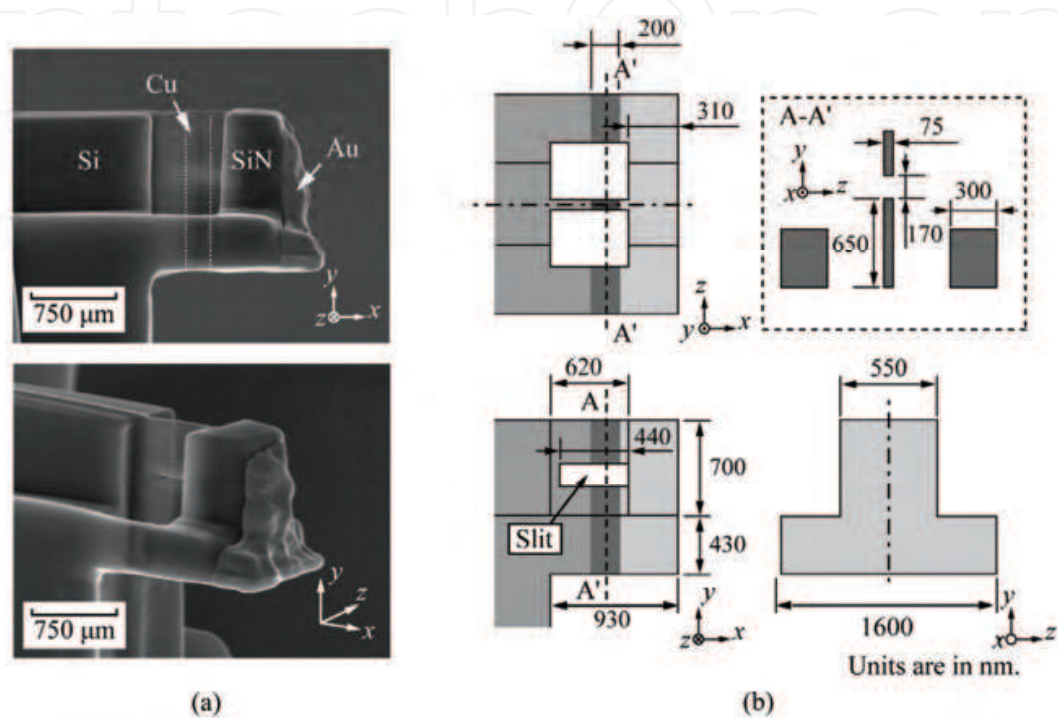 Cu
Si
SiN
Au
750 μm
y
z
x
750 μm
y
z
x
(a)
200
A'
310
A'
z
y
x
A-A'
75
y
x
z
300
650
170
620
A
440
700
Slit
430
A'
930
y
z
x
550
1600
y
x
z
Units are in nm.
(b)